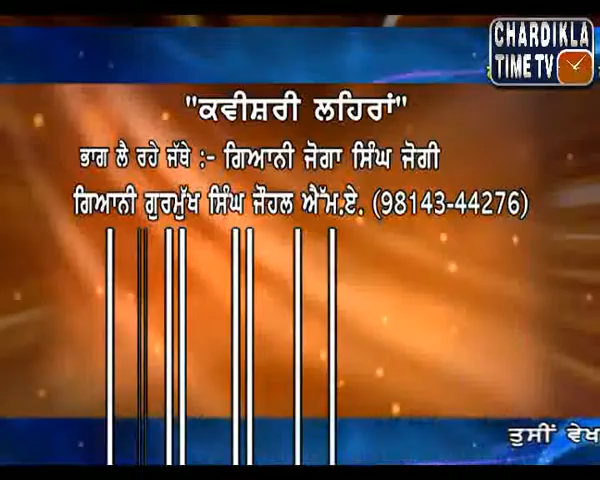 CHARDIKLA
TIME TV
"ਕਵੀਸ਼ਰੀ ਲਹਿਰਾਂ"
ਭਾਗ ਲੈ ਰਹੇ ਜੱਥੇ :- ਗਿਆਨੀ ਜੋਗਾ ਸਿੰਘ ਜੋਗੀ
ਗਿਆਨੀ ਗੁਰਮੁੱਖ ਸਿੰਘ ਜੌਹਲ ਐੱਮ.ਏ. (98143-44276)
ਤੁਸੀਂ ਵੇਖ